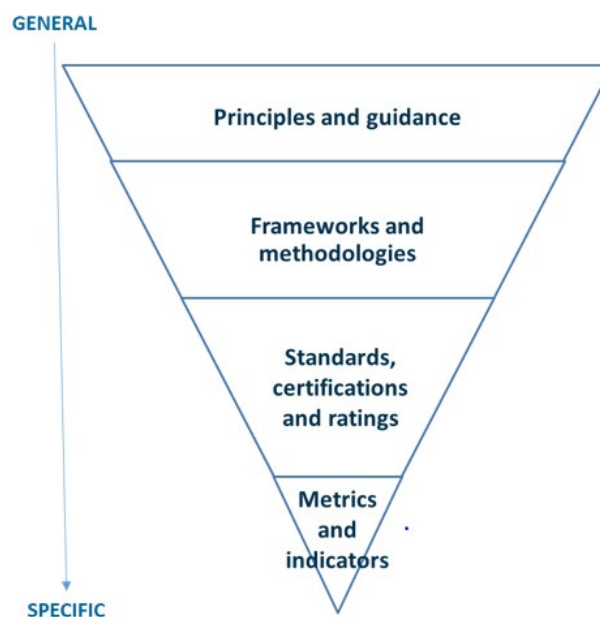 GENERAL
Principles and guidance
Frameworks and
methodologies
Standards,
certifications
and ratings
Metrics
and
indicators
SPECIFIC